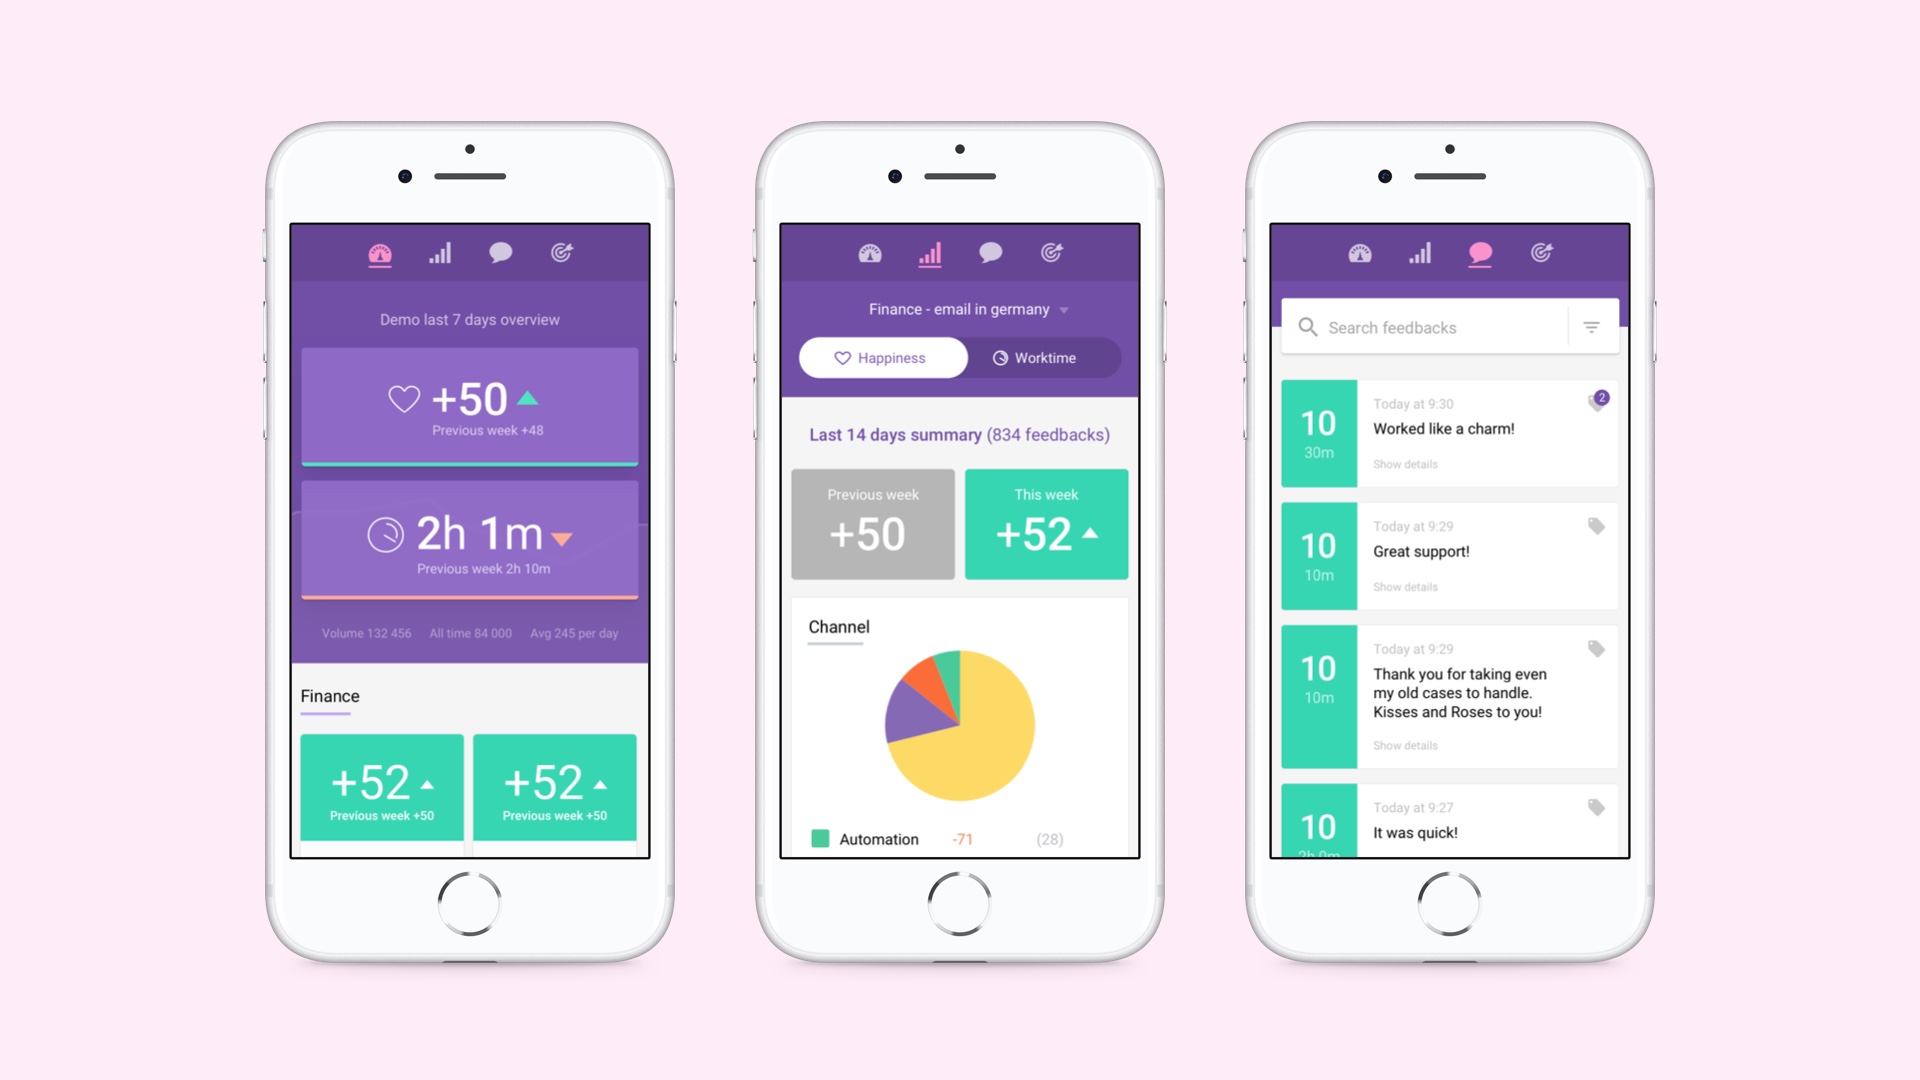 Demo last 7 days overview
+50
Previous week +48
2h 1m
Previous week 2h 10m
Volume 132 456 All time 84 000 Avg 245 per day
Finance
+52 +52
Previous week +50 Previous week +50
Finance - email in germany
Happiness Worktime
Last 14 days summary (834 feedbacks)
Previous week This week
+50 +52
Channel
Automation -71 (28)
Search feedbacks
10
30m
Today at 9:30
2
Worked like a charm!
Show details
10
10m
Today at 9:29
Great support!
Show details
10
10m
Today at 9:29
Thank you for taking even
my old cases to handle.
Kisses and Roses to you!
Show details
10
2h 0m
Today at 9:27
It was quick!